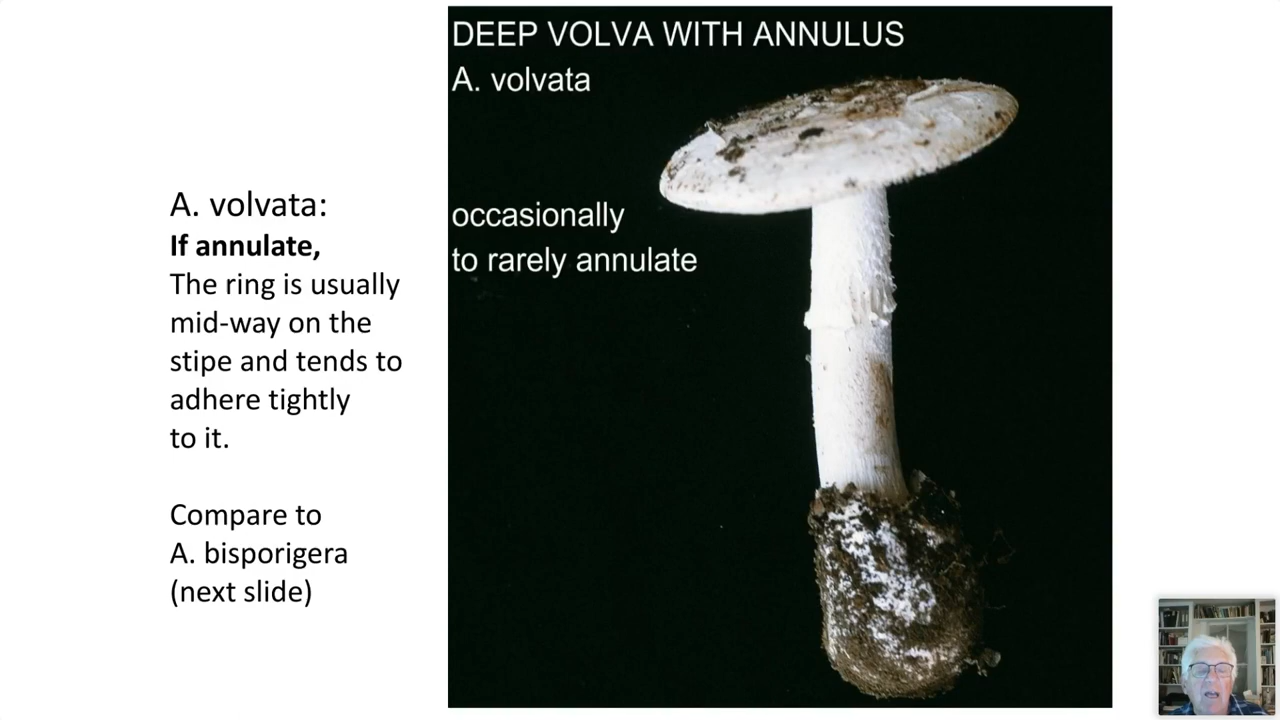 DEEP VOLVA WITH ANNULUS
A. volvata
occasionally
to rarely annulate
A. volvata:
If annulate,
The ring is usually
mid-way on the
stipe and tends to
adhere tightly
to it.
Compare to
A. bisporigera
(next slide)